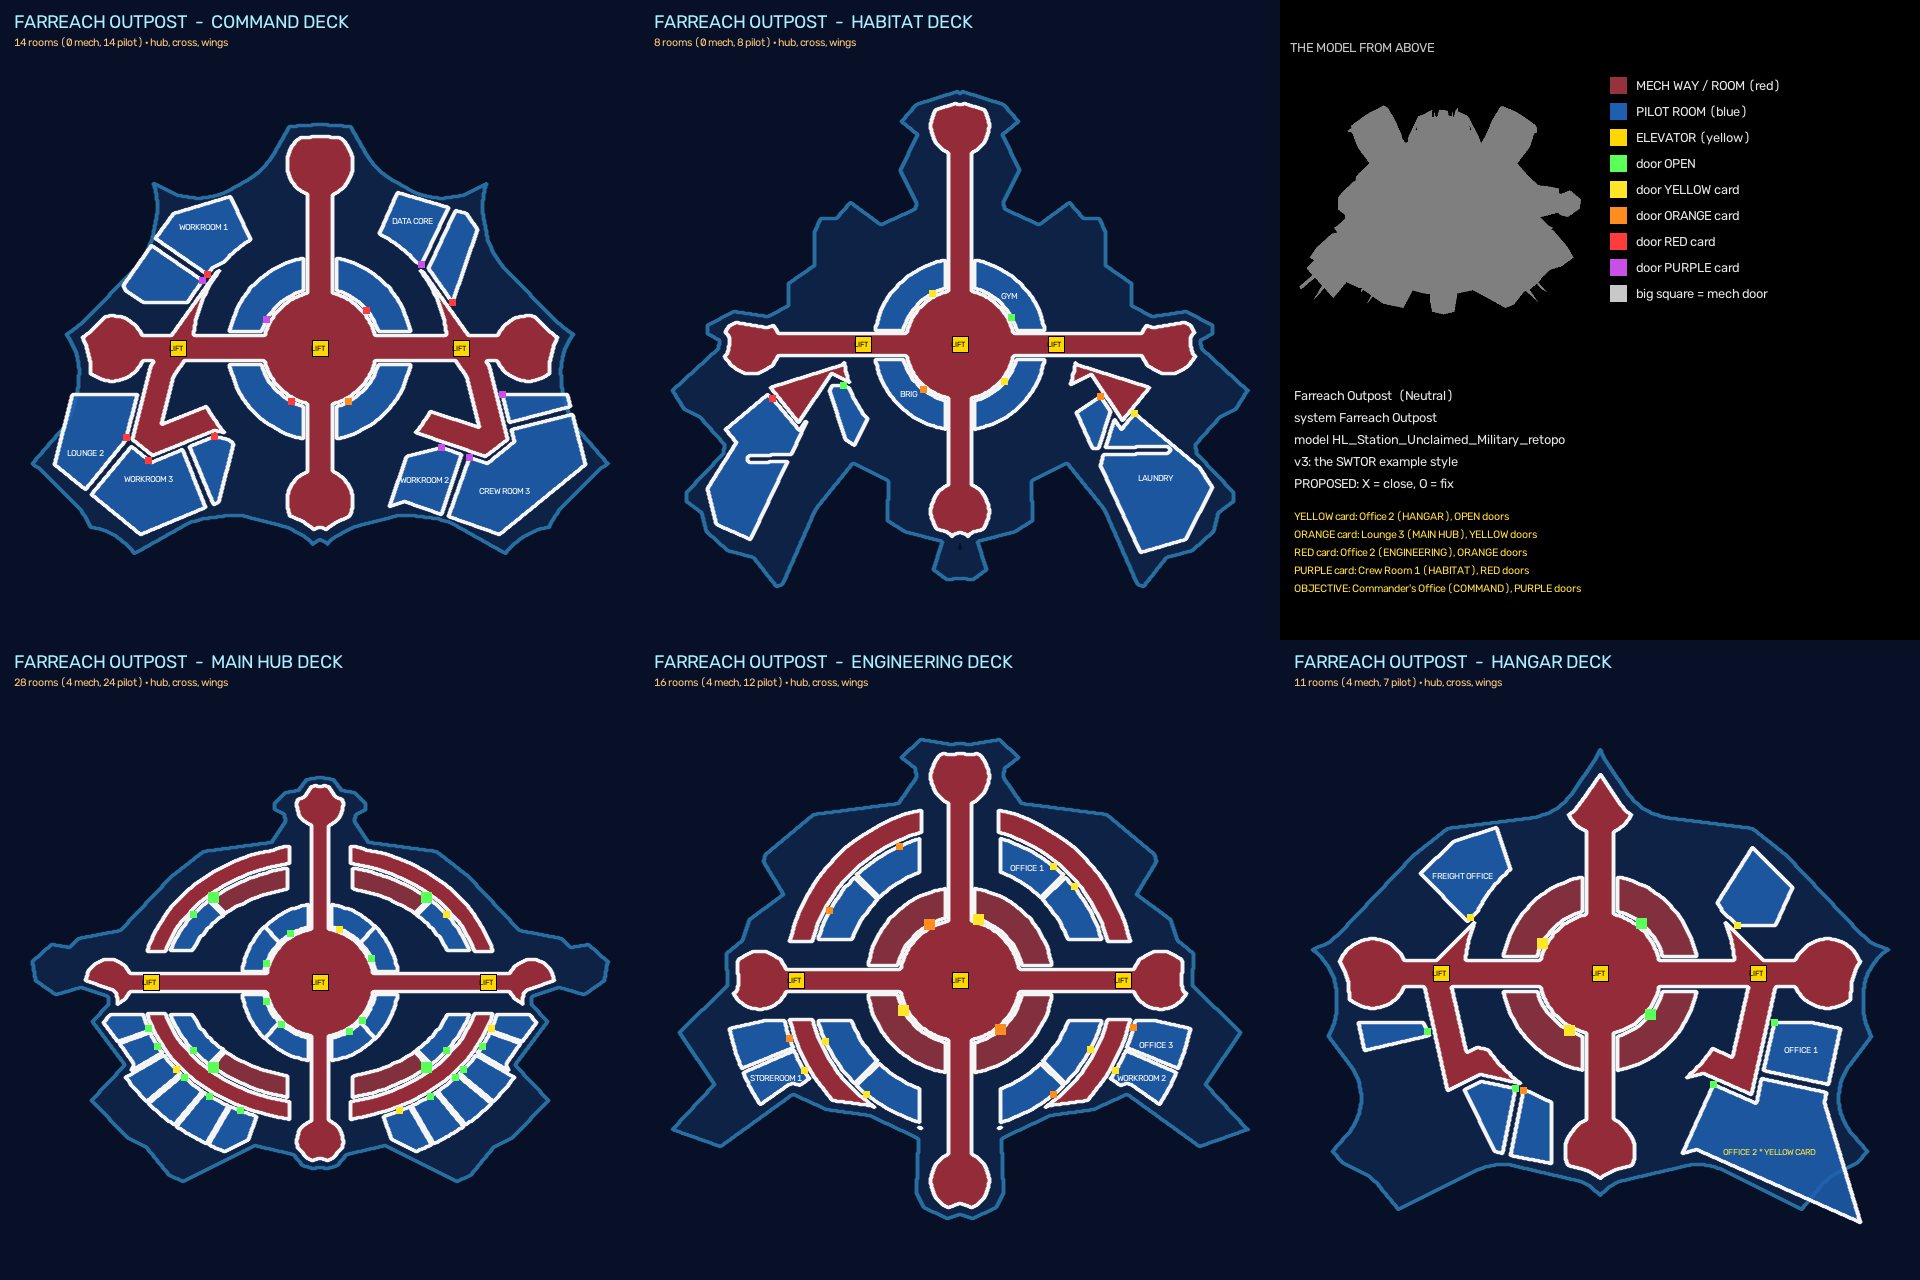 FARREACH OUTPOST - COMMAND DECK
14 rooms (0 mech, 14 pilot) • hub, cross, wings
WORKROOM 1
DATA CORE
LIFT
LIFT
LIFT
LOUNGE 2
WORKROOM 3
WORKROOM 2
CREW ROOM 3
FARREACH OUTPOST - HABITAT DECK
8 rooms (0 mech, 8 pilot) • hub, cross, wings
GYM
LIFT
LIFT
LIFT
BRIG
LAUNDRY
THE MODEL FROM ABOVE
MECH WAY / ROOM (red)
PILOT ROOM (blue)
ELEVATOR (yellow)
door OPEN
door YELLOW card
door ORANGE card
door RED card
door PURPLE card
big square = mech door
Farreach Outpost (Neutral)
system Farreach Outpost
model HL_Station_Unclaimed_Military_retopo
v3: the SWTOR example style
PROPOSED: X = close, O = fix
YELLOW card: Office 2 (HANGAR), OPEN doors
ORANGE card: Lounge 3 (MAIN HUB), YELLOW doors
RED card: Office 2 (ENGINEERING), ORANGE doors
PURPLE card: Crew Room 1 (HABITAT), RED doors
OBJECTIVE: Commander's Office (COMMAND), PURPLE doors
FARREACH OUTPOST - MAIN HUB DECK
28 rooms (4 mech, 24 pilot) • hub, cross, wings
LIFT
LIFT
LIFT
FARREACH OUTPOST - ENGINEERING DECK
16 rooms (4 mech, 12 pilot) • hub, cross, wings
OFFICE 1
LIFT
LIFT
LIFT
OFFICE 3
STOREROOM 1
WORKROOM 2
FARREACH OUTPOST - HANGAR DECK
11 rooms (4 mech, 7 pilot) • hub, cross, wings
FREIGHT OFFICE
LIFT
LIFT
LIFT
OFFICE 1
OFFICE 2 * YELLOW CARD